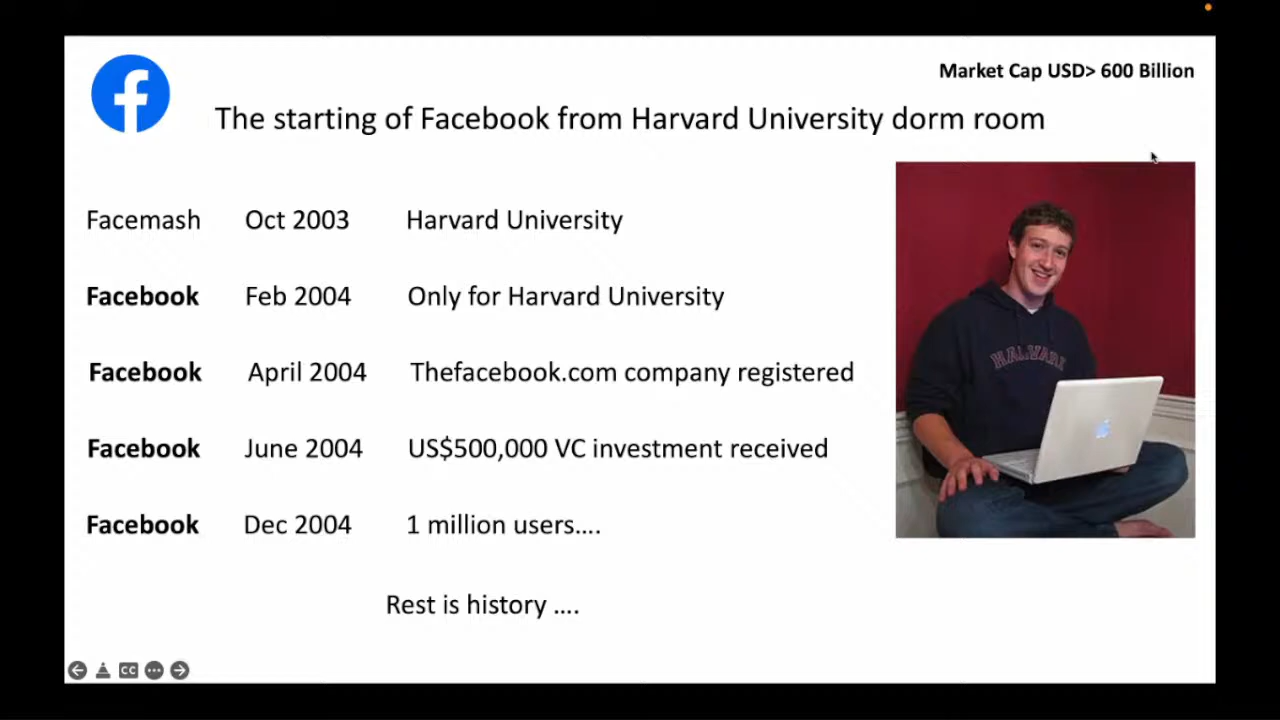 Market Cap USD> 600 Billion
The starting of Facebook from Harvard University dorm room
Facemash Oct 2003 Harvard University
Facebook Feb 2004 Only for Harvard University
Facebook April 2004 Thefacebook.com company registered
Facebook June 2004 US$500,000 VC investment received
Facebook Dec 2004 1 million users....
Rest is history ....
HARVARD
CC